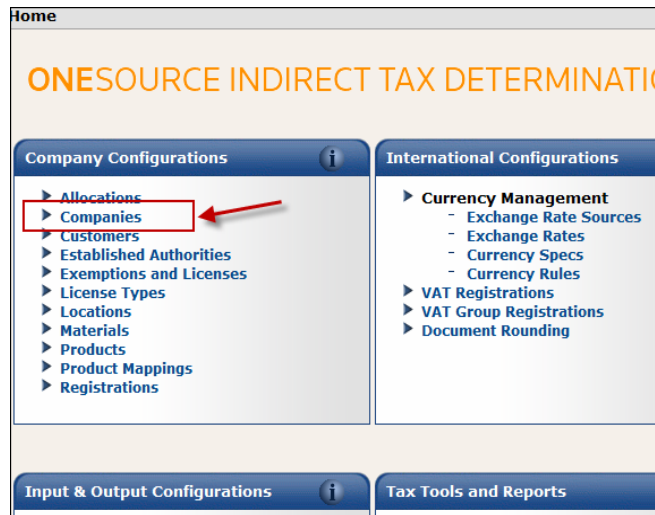 Home
ONESOURCE INDIRECT TAX DETERMINATI
Company Configurations
Allocations
Companies
Customers
Established Authorities
Exemptions and Licenses
License Types
Locations
Materials
Products
Product Mappings
Registrations
International Configurations
Currency Management
- Exchange Rate Sources
- Exchange Rates
- Currency Specs
- Currency Rules
VAT Registrations
VAT Group Registrations
Document Rounding
Input & Output Configurations
Tax Tools and Reports